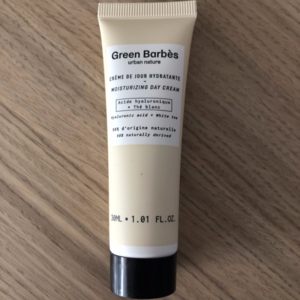 Green Barbès
urban nature
CRÈME DE JOUR HYDRATANTE
-
MOISTURIZING DAY CREAM
Acide hyaluronique
+ Thé blanc
Hyaluronic acid + White tea
98% d'origine naturelle
98% naturally derived
30ML • 1.01 FL.OZ.